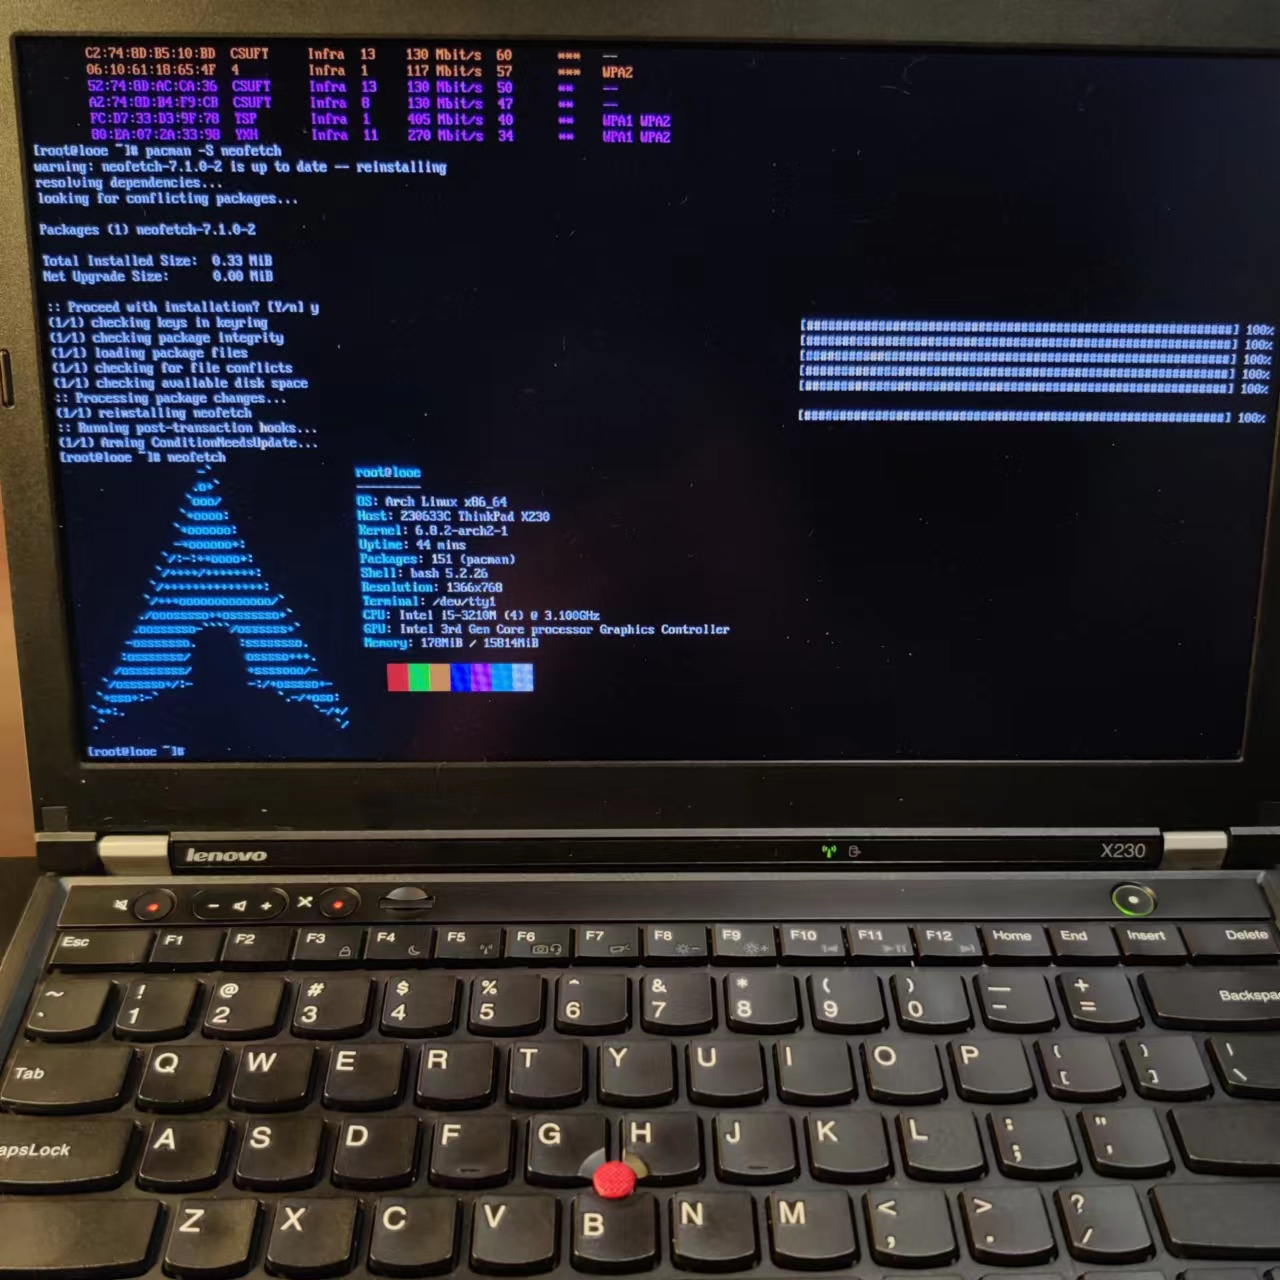 C2:74:8D:B5:10:BD CSUFT Infra 13 130 Mbit/s 60 *** --
06:10:61:18:65:4F 4 Infra 1 117 Mbit/s 57 *** WPA2
52:74:8D:AC:CA:36 CSUFT Infra 13 130 Mbit/s 50 ** --
A2:74:8D:B4:F9:CB CSUFT Infra 8 130 Mbit/s 47 ** --
FC:D7:33:D3:9F:78 TSP Infra 1 405 Mbit/s 40 ** WPA1 WPA2
80:EA:07:2A:33:98 YXH Infra 11 270 Mbit/s 34 ** WPA1 WPA2
[root@looe ~]# pacman -S neofetch
warning: neofetch-7.1.0-2 is up to date -- reinstalling
resolving dependencies...
looking for conflicting packages...
Packages (1) neofetch-7.1.0-2
Total Installed Size: 0.33 MiB
Net Upgrade Size: 0.00 MiB
:: Proceed with installation? [Y/n] y
(1/1) checking keys in keyring 100%
(1/1) checking package integrity 100%
(1/1) loading package files 100%
(1/1) checking for file conflicts 100%
(1/1) checking available disk space 100%
:: Processing package changes...
(1/1) reinstalling neofetch 100%
:: Running post-transaction hooks...
(1/1) Arming ConditionNeedsUpdate...
[root@looe ~]# neofetch
root@looe
OS: Arch Linux x86_64
Host: 230633C ThinkPad X230
Kernel: 6.8.2-arch2-1
Uptime: 44 mins
Packages: 151 (pacman)
Shell: bash 5.2.26
Resolution: 1366x768
Terminal: /dev/tty1
CPU: Intel i5-3210M (4) @ 3.100GHz
GPU: Intel 3rd Gen Core processor Graphics Controller
Memory: 178MiB / 15814MiB
[root@looe ~]#
lenovo X230
Esc F1 F2 F3 F4 F5 F6 F7 F8 F9 F10 F11 F12 Home End Insert Delete
~ ! @ # $ % ^ & * ( ) — +
` 1 2 3 4 5 6 7 8 9 0 - = Backspa
Tab Q W E R T Y U I O P { [ } ] | \
apsLock A S D F G H J K L : ; " '
Z X C V B N M < , > . ? /